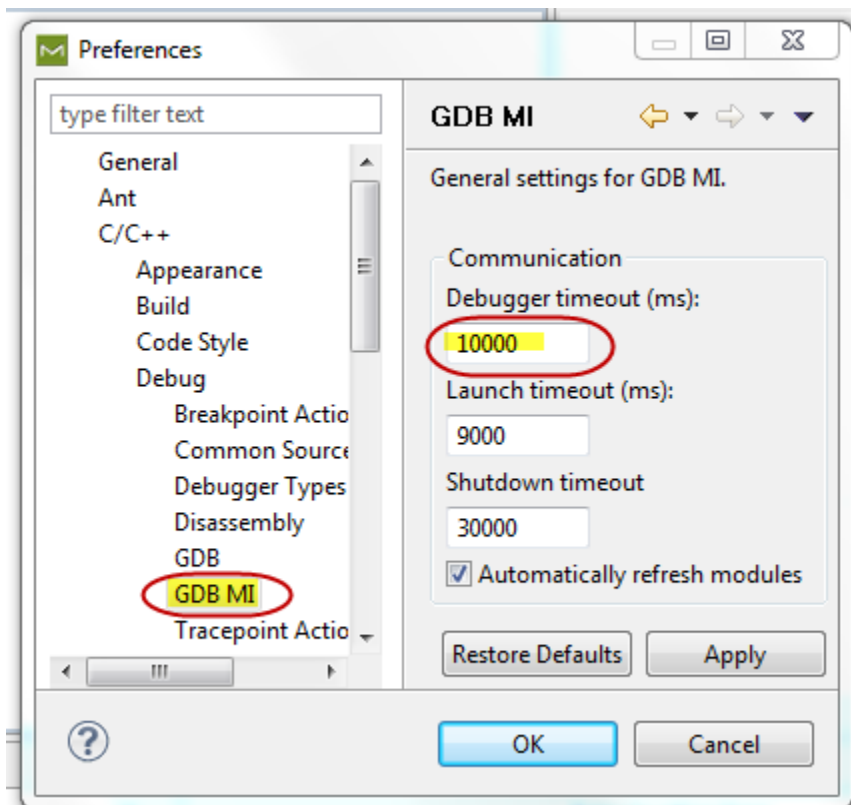 Preferences
type filter text
General
Ant
C/C++
Appearance
Build
Code Style
Debug
Breakpoint Actio
Common Source
Debugger Types
Disassembly
GDB
GDB MI
Tracepoint Actio
GDB MI
General settings for GDB MI.
Communication
Debugger timeout (ms):
10000
Launch timeout (ms):
9000
Shutdown timeout
30000
Automatically refresh modules
Restore Defaults Apply
? OK Cancel